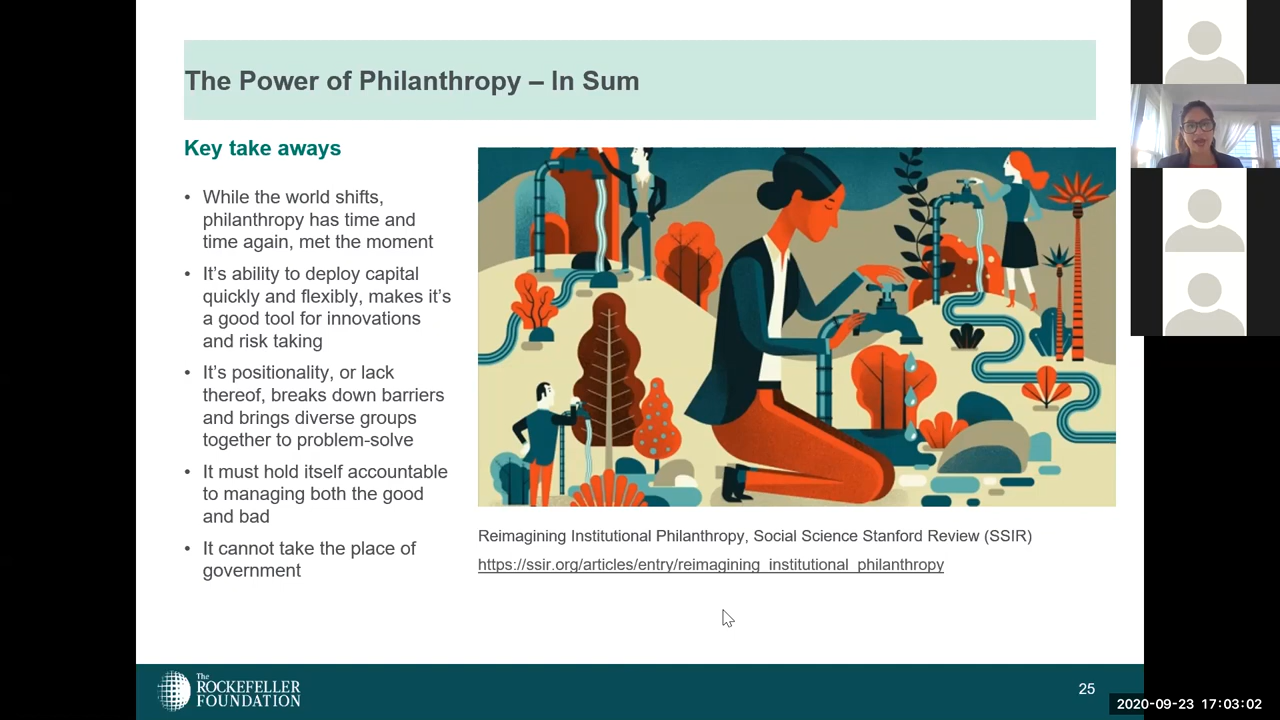 The Power of Philanthropy – In Sum
Key take aways
• While the world shifts,
philanthropy has time and
time again, met the moment
• It's ability to deploy capital
quickly and flexibly, makes it's
a good tool for innovations
and risk taking
• It's positionality, or lack
thereof, breaks down barriers
and brings diverse groups
together to problem-solve
• It must hold itself accountable
to managing both the good
and bad
• It cannot take the place of
government
Reimagining Institutional Philanthropy, Social Science Stanford Review (SSIR)
https://ssir.org/articles/entry/reimagining_institutional_philanthropy
The
ROCKEFELLER
FOUNDATION
25
2020-09-23 17:03:02